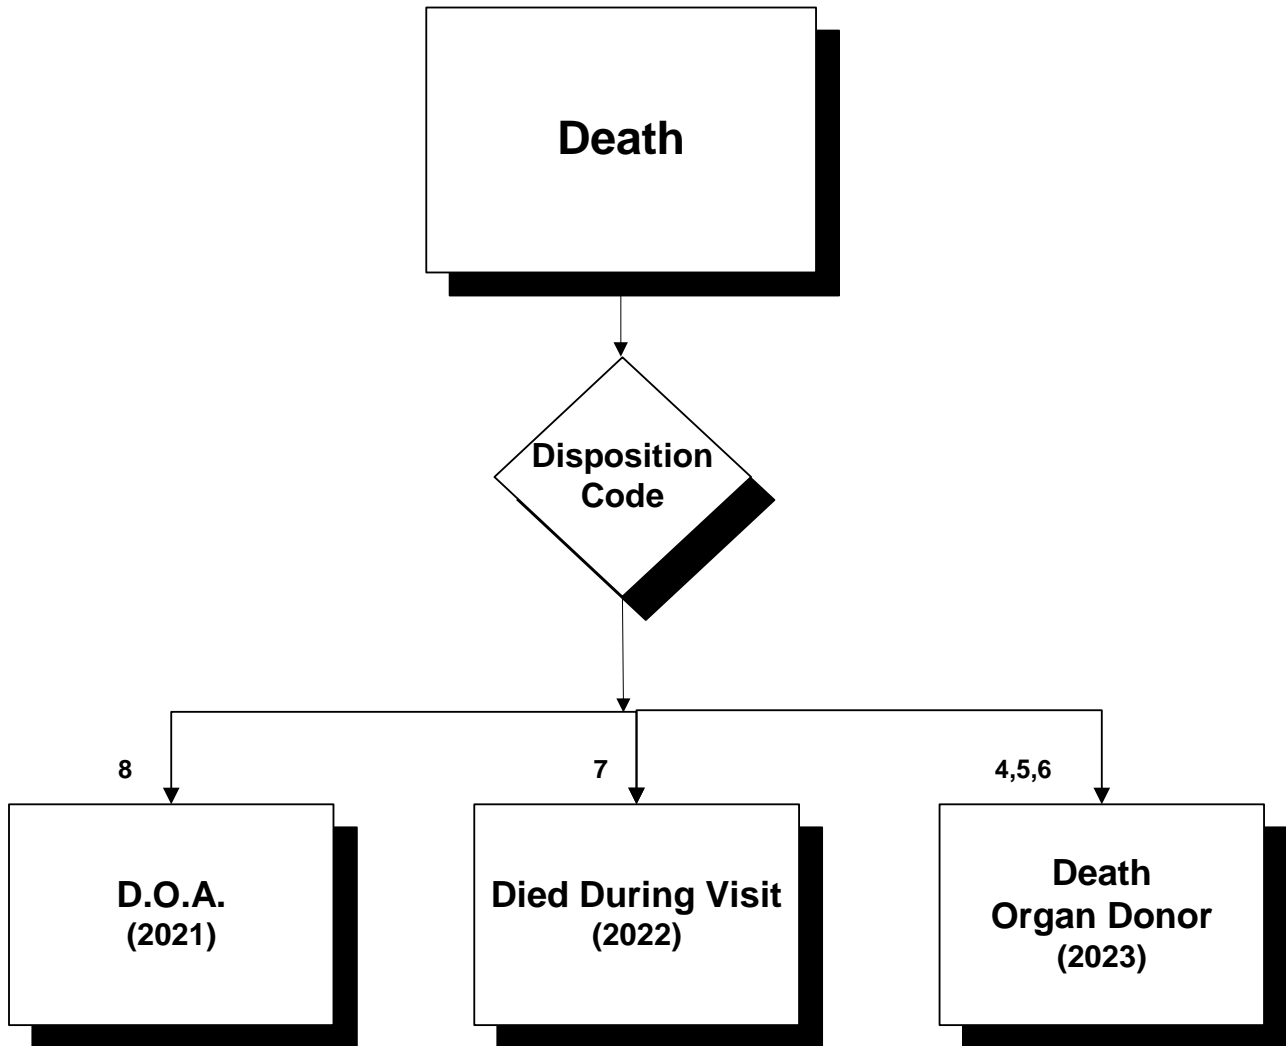 Death
Disposition
Code
8
7
4,5,6
D.O.A.
(2021)
Died During Visit
(2022)
Death
Organ Donor
(2023)